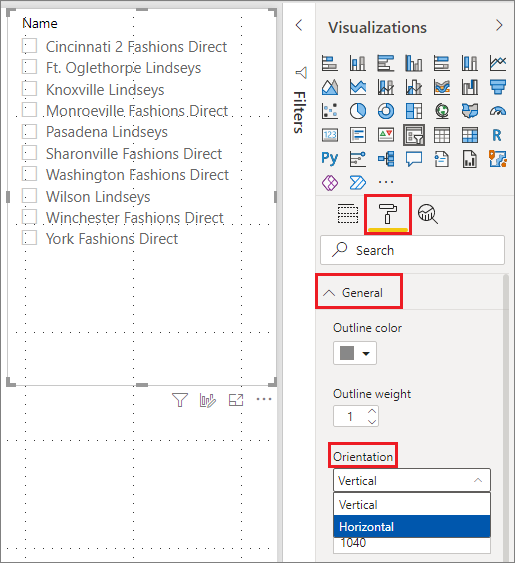 Name
Cincinnati 2 Fashions Direct
Ft. Oglethorpe Lindseys
Knoxville Lindseys
Monroeville Fashions Direct
Pasadena Lindseys
Sharonville Fashions Direct
Washington Fashions Direct
Wilson Lindseys
Winchester Fashions Direct
York Fashions Direct
Filters
Visualizations
123
R
Py
Search
General
Outline color
Outline weight
1
Orientation
Vertical
Vertical
Horizontal
1040